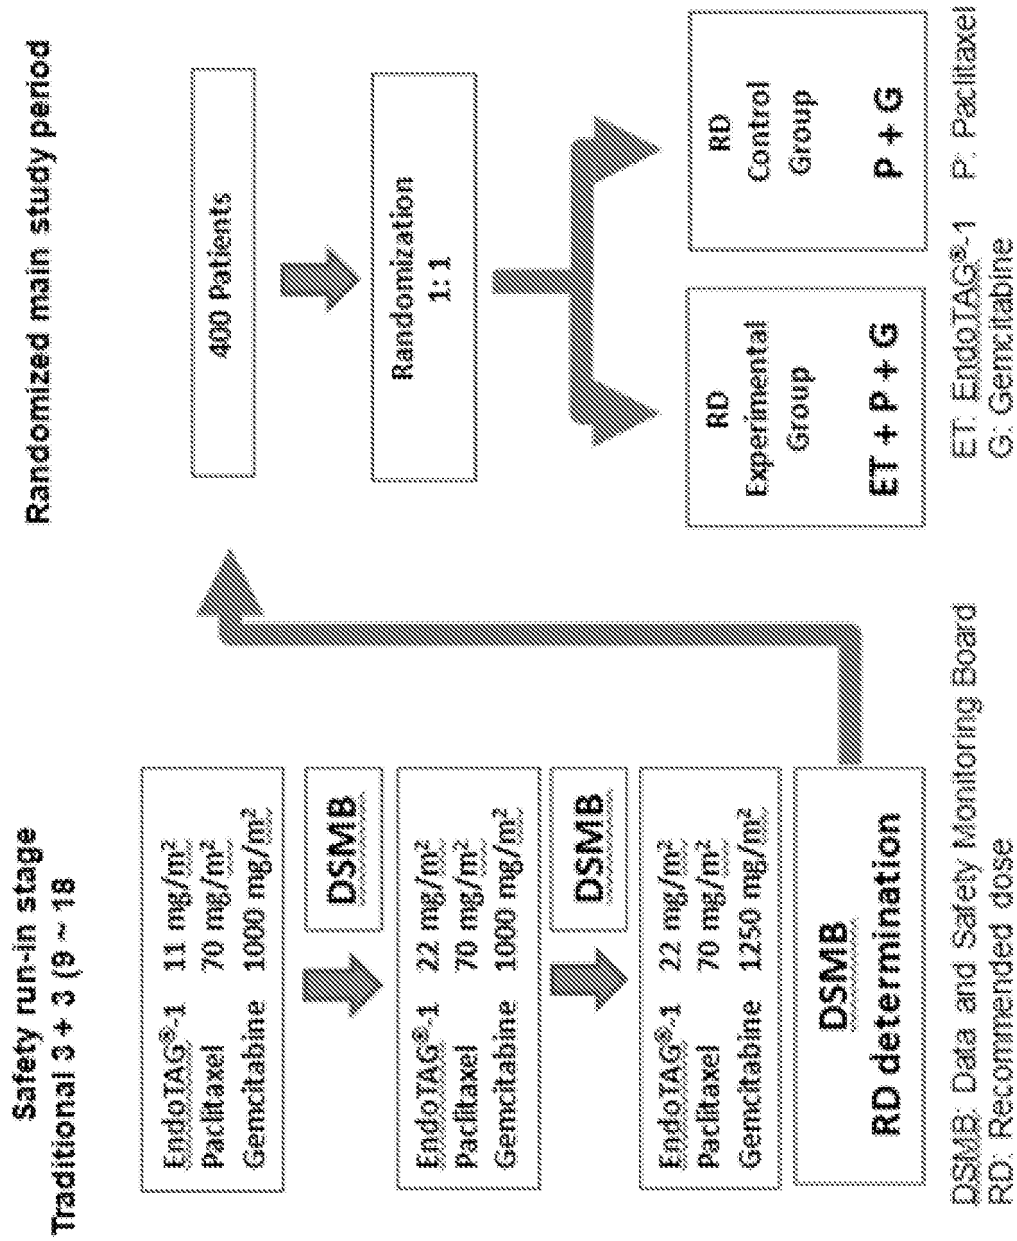 Safety run-in stage
Traditional 3 + 3 (9 ~ 18
EndoTAG®-1 11 mg/m²
Paclitaxel 70 mg/m²
Gemcitabine 1000 mg/m²
DSMB
EndoTAG®-1 22 mg/m²
Paclitaxel 70 mg/m²
Gemcitabine 1000 mg/m²
DSMB
EndoTAG®-1 22 mg/m²
Paclitaxel 70 mg/m²
Gemcitabine 1250 mg/m²
DSMB
RD determination
DSMB: Data and Safety Monitoring Board
RD: Recommended dose
Randomized main study period
400 Patients
Randomization
1: 1
RD
Experimental
Group
ET + P + G
RD
Control
Group
P + G
ET: EndoTAG®-1 P: Paclitaxel
G: Gemcitabine